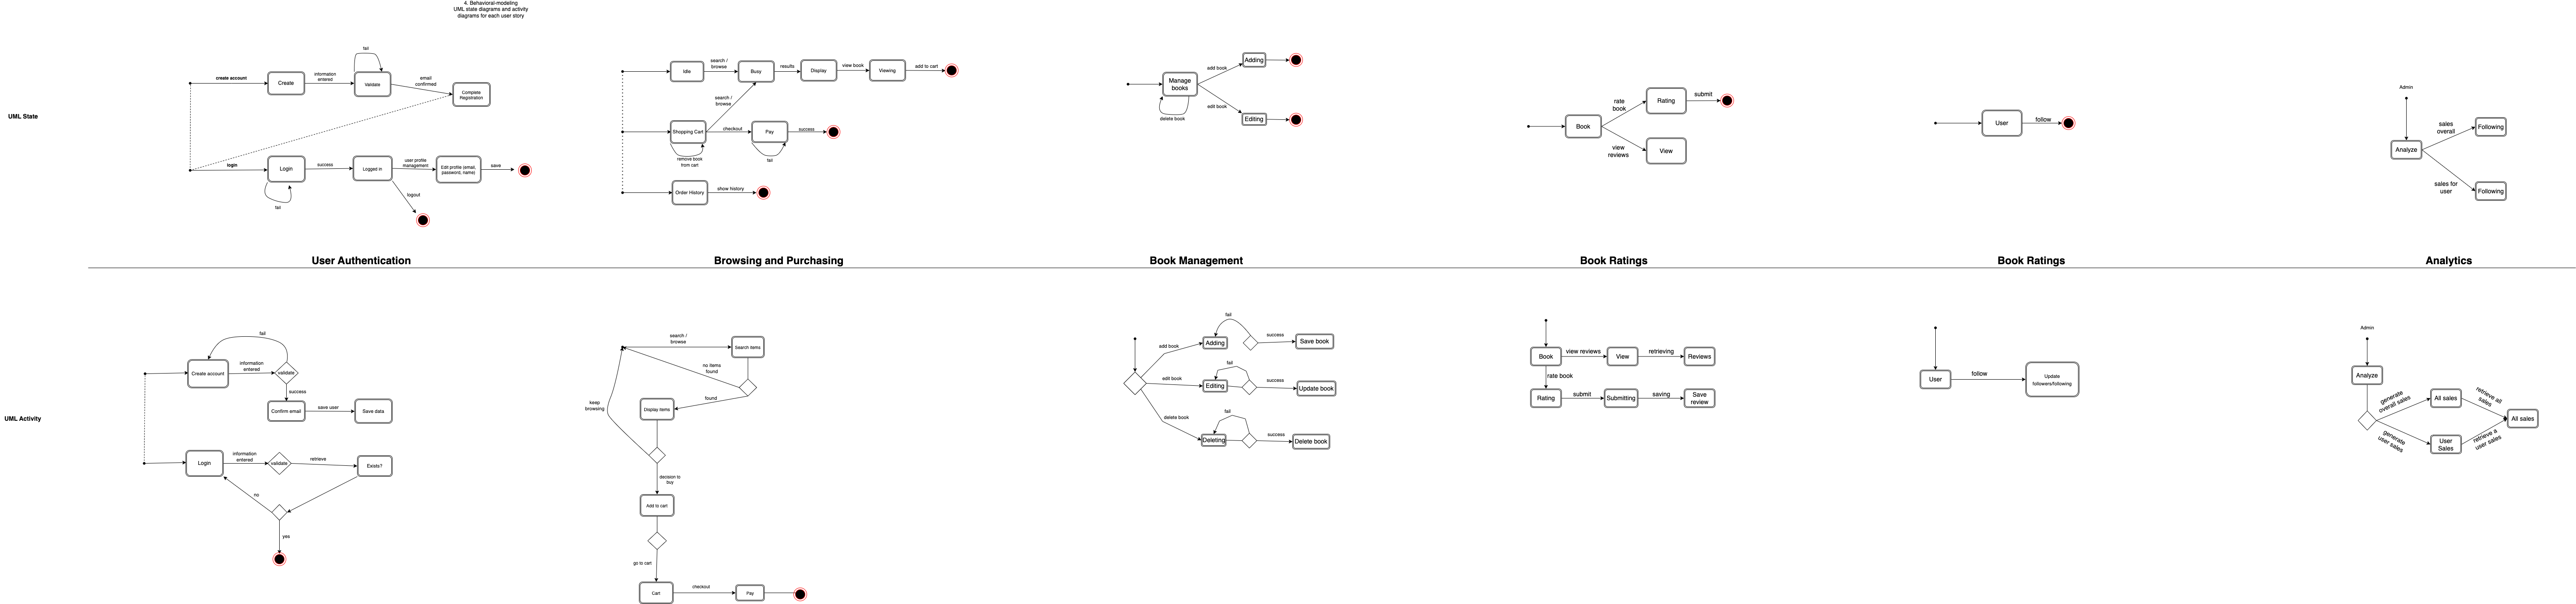 4. Behavioral-modeling
UML state diagrams and activity
diagrams for each user story
UML State
create account
Create
information
entered
fail
Validate
email
confirmed
Complete
Registration
login
Login
fail
success
Logged in
user profile
management
Edit profile (email,
password, name)
save
logout
Idle
search /
browse
Busy
results
Display
view book
Viewing
add to cart
search /
browse
Shopping Cart
remove book
from cart
checkout
Pay
fail
success
Order History
show history
Manage
books
delete book
add book
Adding
edit book
Editing
Book
rate
book
Rating
submit
view
reviews
View
User
follow
Admin
Analyze
sales
overall
Following
sales for
user
Following
User Authentication
Browsing and Purchasing
Book Management
Book Ratings
Book Ratings
Analytics
UML Activity
fail
Create account
information
entered
validate
success
Confirm email
save user
Save data
Login
information
entered
validate
retrieve
Exists?
no
yes
search /
browse
Search items
no items
found
found
keep
browsing
Display items
decision to
buy
Add to cart
go to cart
Cart
checkout
Pay
add book
Adding
fail
success
Save book
edit book
Editing
fail
success
Update book
delete book
Deleting
fail
success
Delete book
Book
view reviews
View
retrieving
Reviews
rate book
Rating
submit
Submitting
saving
Save
review
User
follow
Update
followers/following
Admin
Analyze
generate
overall sales
All sales
retrieve all
sales
All sales
generate
user sales
User
Sales
retrieve a
user sales